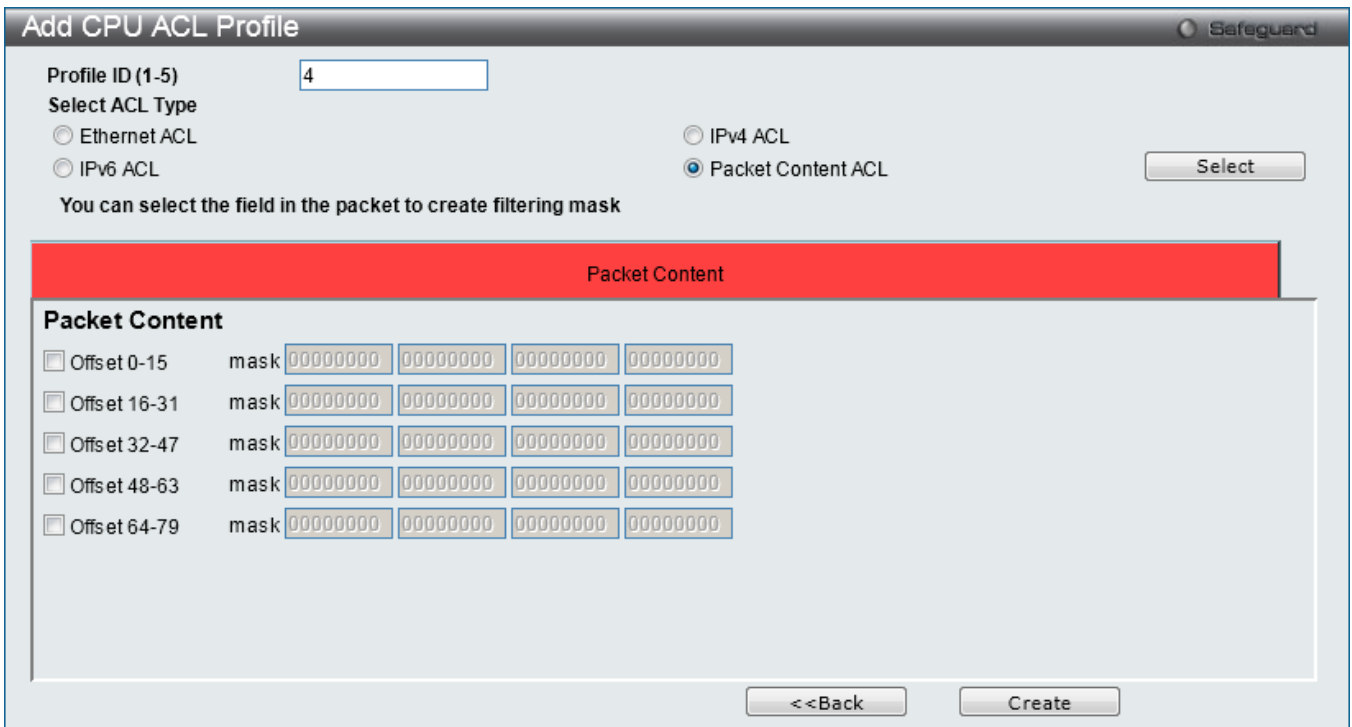 Add CPU ACL Profile Safeguard
Profile ID (1-5) 4
Select ACL Type
Ethernet ACL IPv4 ACL
IPv6 ACL Packet Content ACL Select
You can select the field in the packet to create filtering mask
Packet Content
Packet Content
Offset 0-15 mask 00000000 00000000 00000000 00000000
Offset 16-31 mask 00000000 00000000 00000000 00000000
Offset 32-47 mask 00000000 00000000 00000000 00000000
Offset 48-63 mask 00000000 00000000 00000000 00000000
Offset 64-79 mask 00000000 00000000 00000000 00000000
<<Back Create